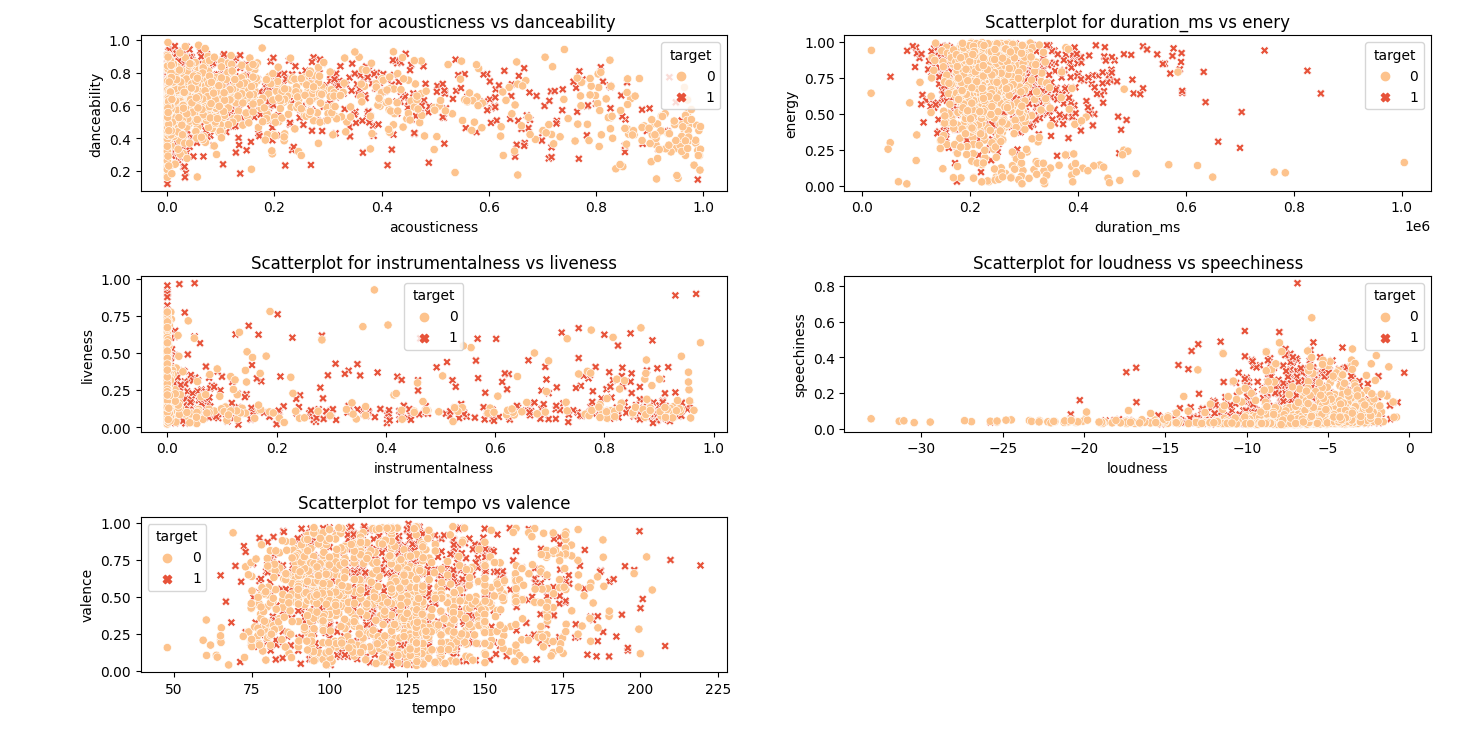 Scatterplot for acousticness vs danceability
1.0
0.8
0.6
0.4
0.2
danceability
0.0 0.2 0.4 0.6 0.8 1.0
acousticness
target
0
1
Scatterplot for duration_ms vs enery
1.00
0.75
0.50
0.25
0.00
energy
0.0 0.2 0.4 0.6 0.8 1.0
1e6
duration_ms
target
0
1
Scatterplot for instrumentalness vs liveness
1.00
0.75
0.50
0.25
0.00
liveness
0.0 0.2 0.4 0.6 0.8 1.0
instrumentalness
target
0
1
Scatterplot for loudness vs speechiness
0.8
0.6
0.4
0.2
0.0
speechiness
−30 −25 −20 −15 −10 −5 0
loudness
target
0
1
Scatterplot for tempo vs valence
1.00
0.75
0.50
0.25
0.00
valence
50 75 100 125 150 175 200 225
tempo
target
0
1